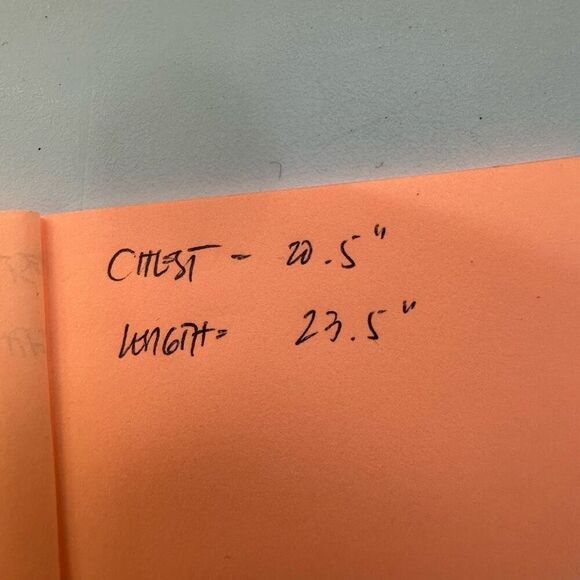 CHEST - 20.5"
LENGTH= 23.5"